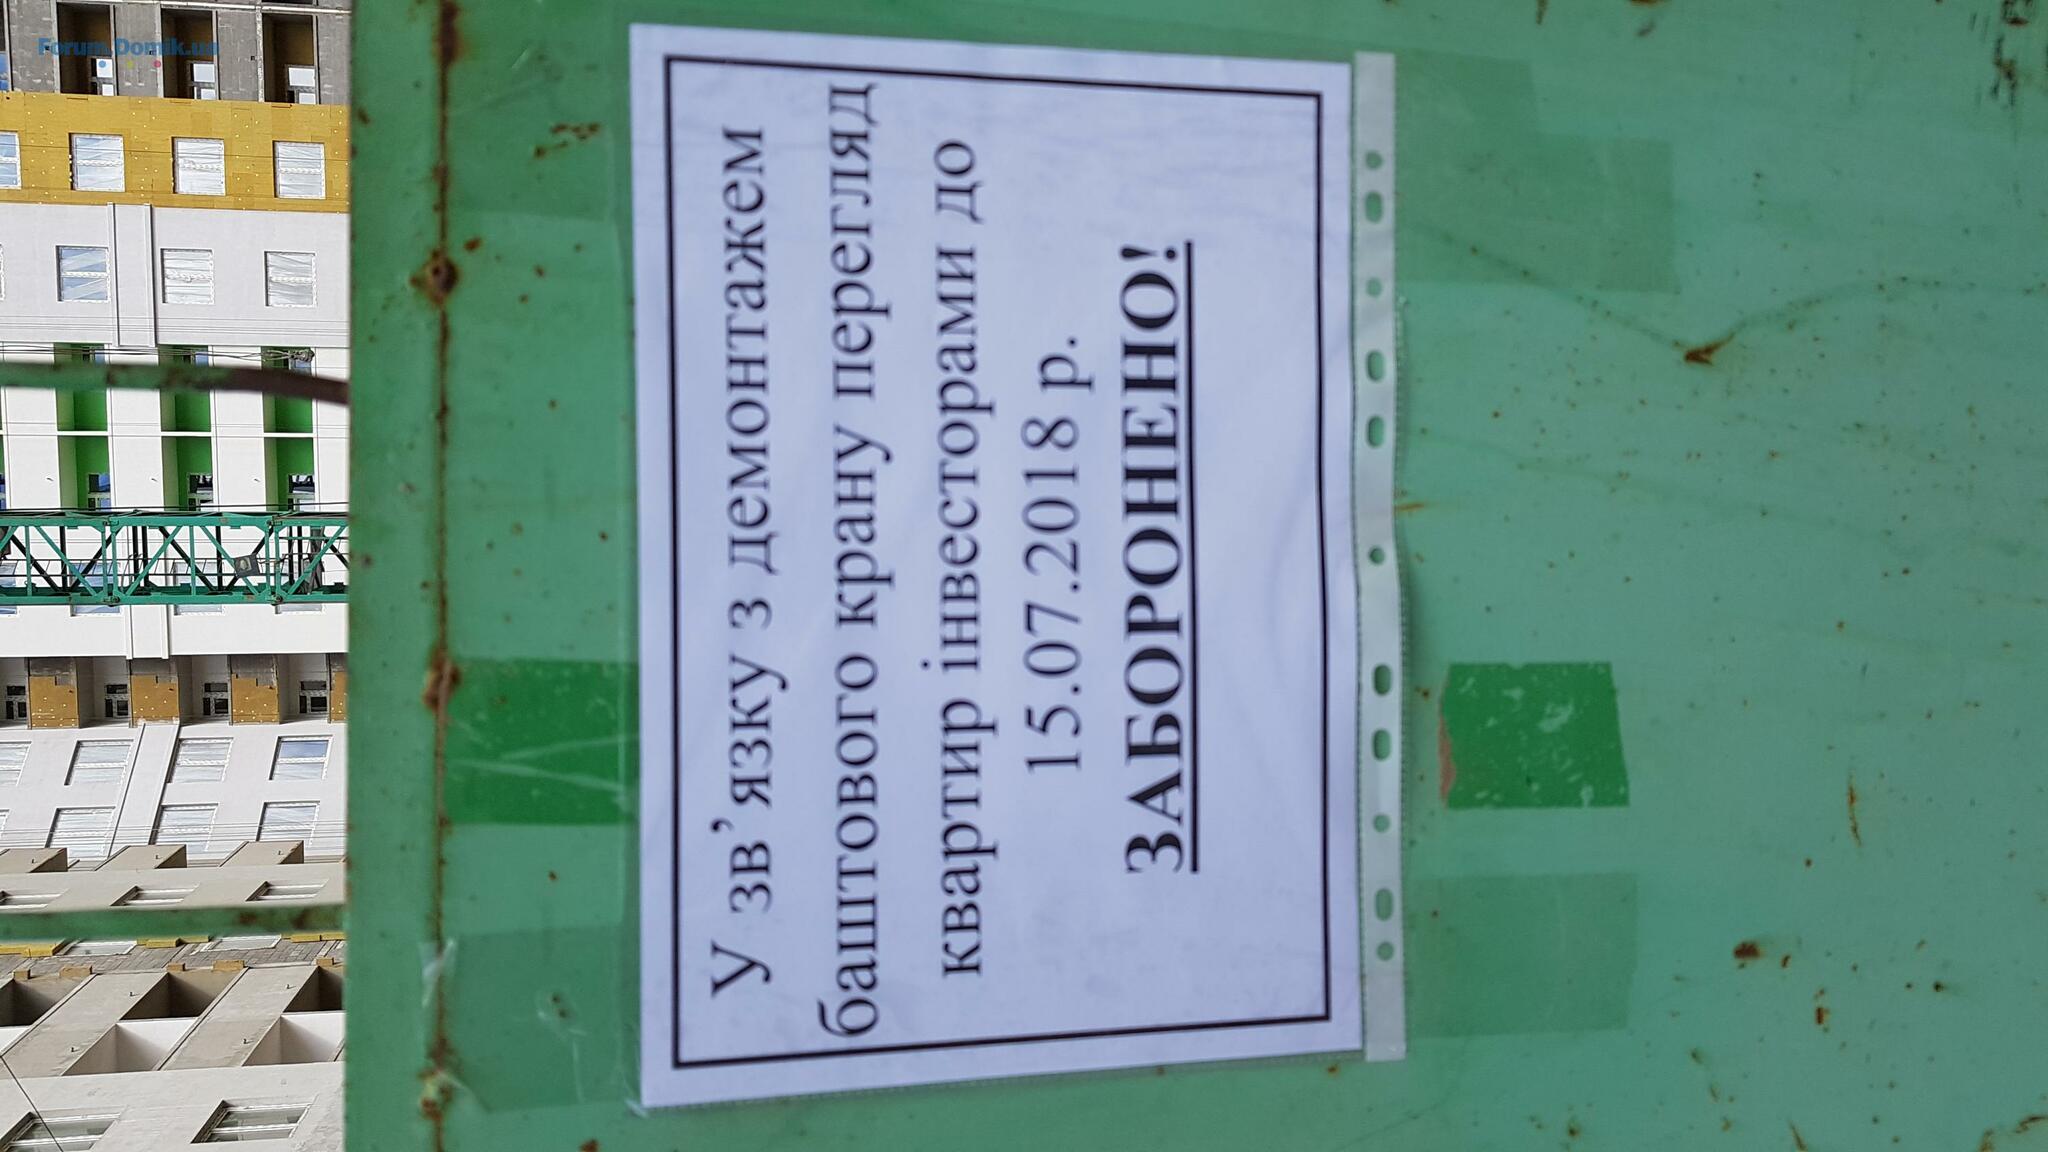 Forum.Domik.ua
У зв’язку з демонтажем
баштового крану перегляд
квартир інвесторами до
15.07.2018 р.
ЗАБОРОНЕНО!